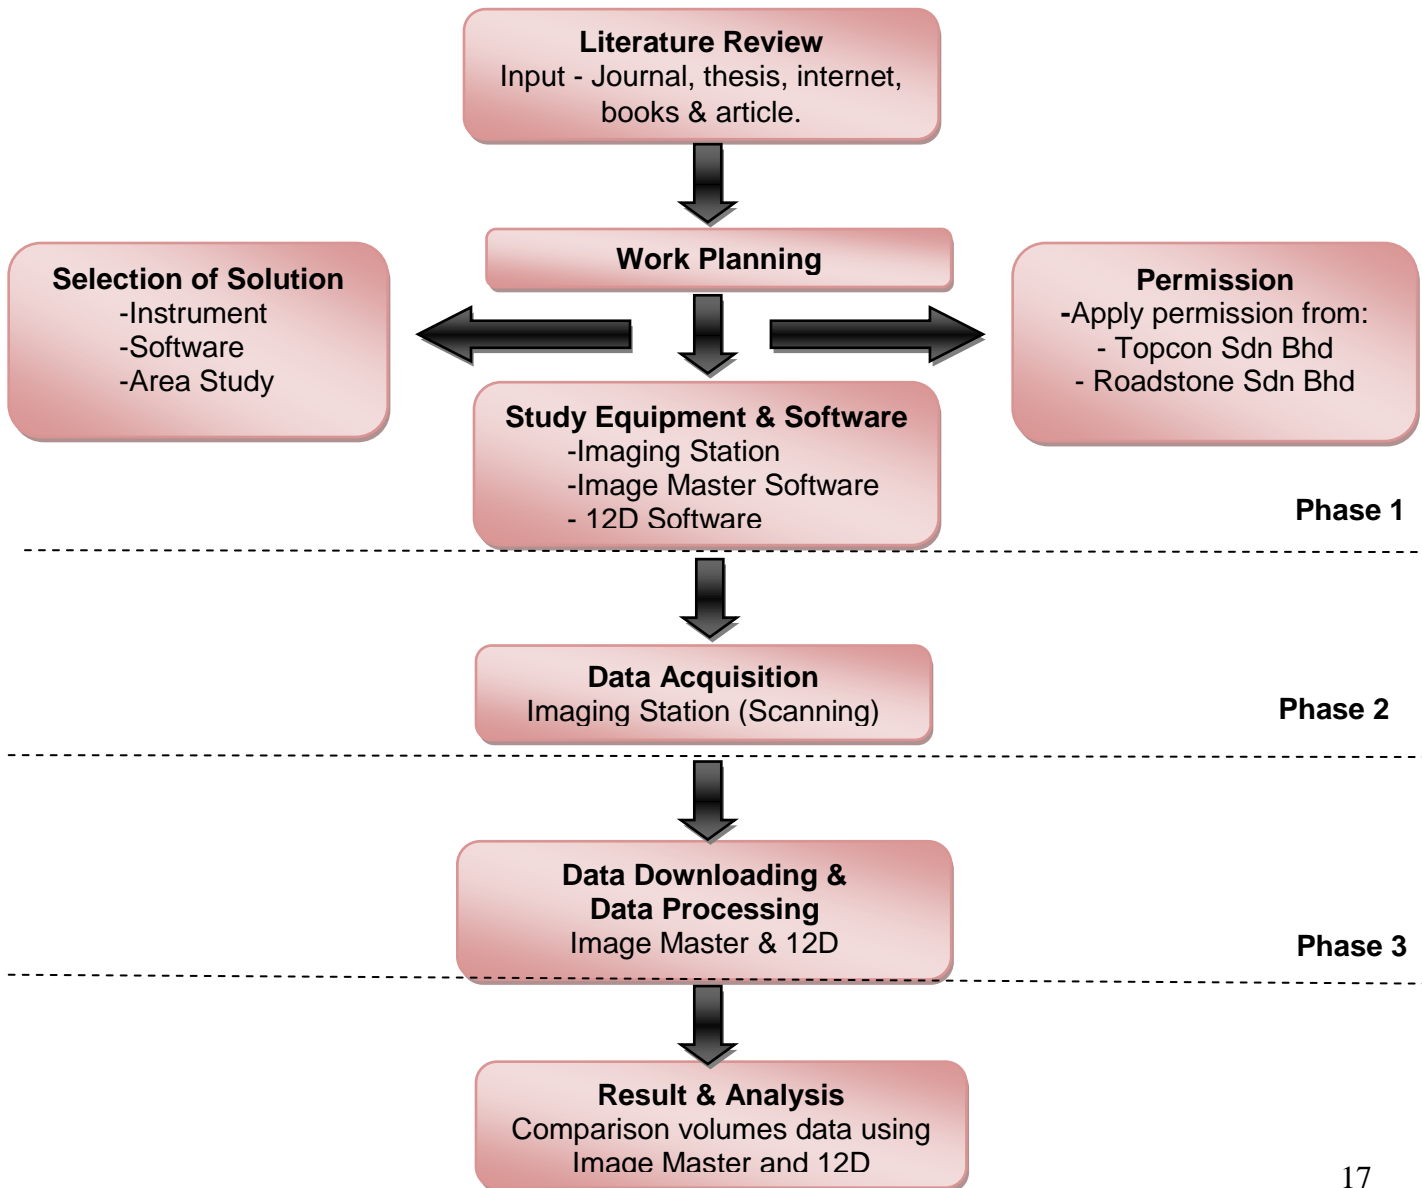 Literature Review
Input - Journal, thesis, internet,
books & article.
Work Planning
Selection of Solution
-Instrument
-Software
-Area Study
Permission
-Apply permission from:
- Topcon Sdn Bhd
- Roadstone Sdn Bhd
Study Equipment & Software
-Imaging Station
-Image Master Software
- 12D Software
Phase 1
Data Acquisition
Imaging Station (Scanning)
Phase 2
Data Downloading &
Data Processing
Image Master & 12D
Phase 3
Result & Analysis
Comparison volumes data using
Image Master and 12D
17